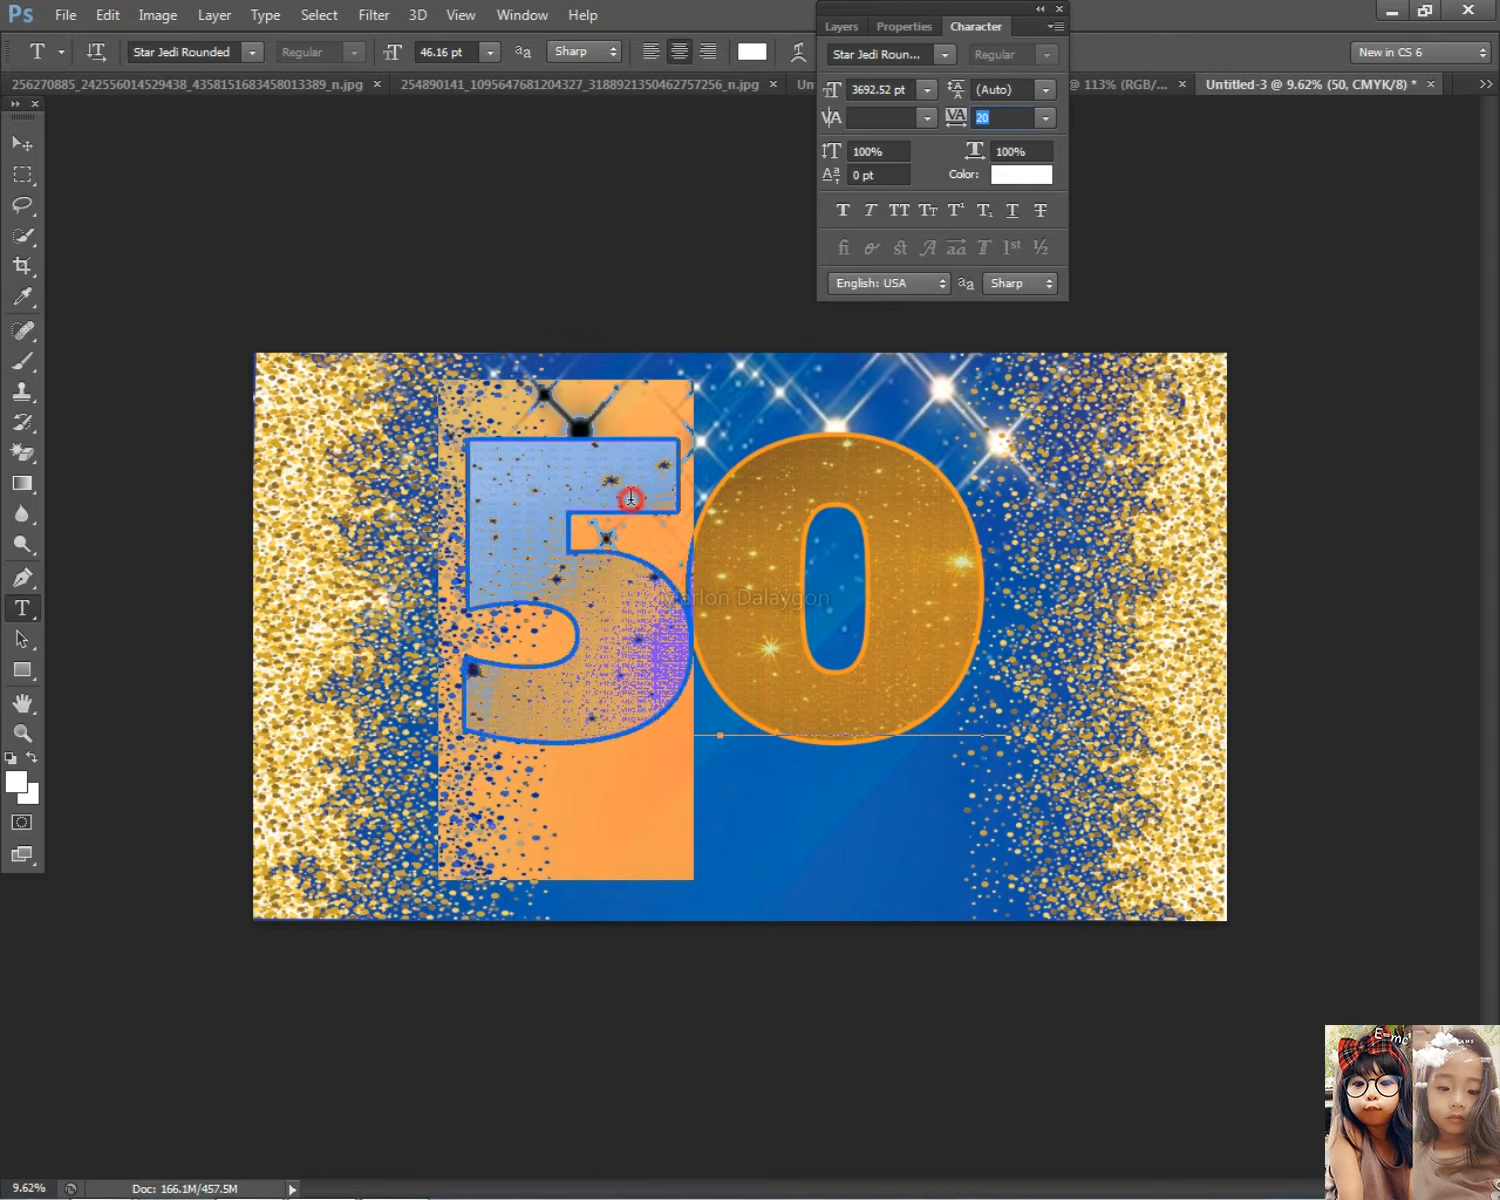 Ps File Edit Image Layer Type Select Filter 3D View Window Help
T Star Jedi Rounded Regular 46.16 pt Sharp New in CS 6
256270885_242556014529438_4358151683458013389_n.jpg × 254890141_1095647681204327_3188921350462757256_n.jpg × Un @ 113% (RGB/... × Untitled-3 @ 9.62% (50, CMYK/8) * ×
Layers Properties Character
Star Jedi Roun... Regular
3692.52 pt (Auto)
20
100% 100%
0 pt Color:
T T TT Tт T¹ T₁ T T
fi st A aa T 1st ½
English: USA aa Sharp
50
Marlon Dalaygon
E=mc
9.62% Doc: 166.1M/457.5M